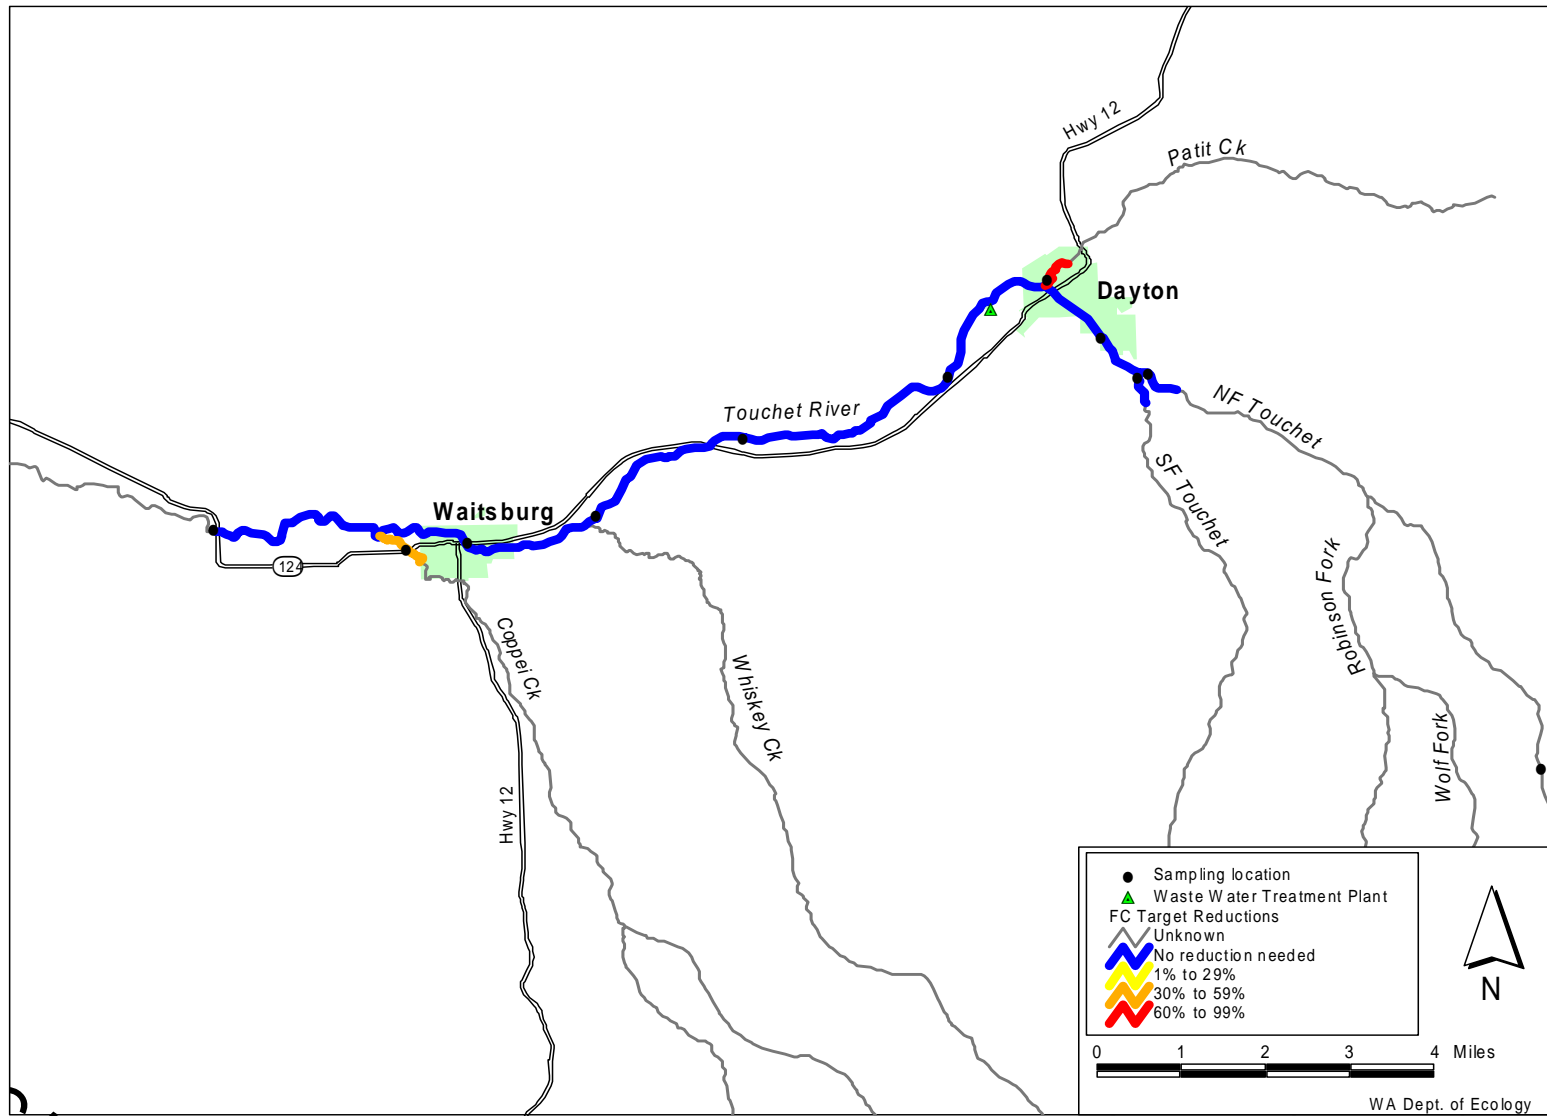 Hwy 12
Patit Ck
Dayton
Touchet River
NF Touchet
SF Touchet
Waitsburg
124
Robinson Fork
Coppei Ck
Whiskey Ck
Wolf Fork
Hwy 12
Sampling location
Waste Water Treatment Plant
FC Target Reductions
Unknown
No reduction needed
1% to 29%
30% to 59%
60% to 99%
N
0 1 2 3 4 Miles
WA Dept. of Ecology